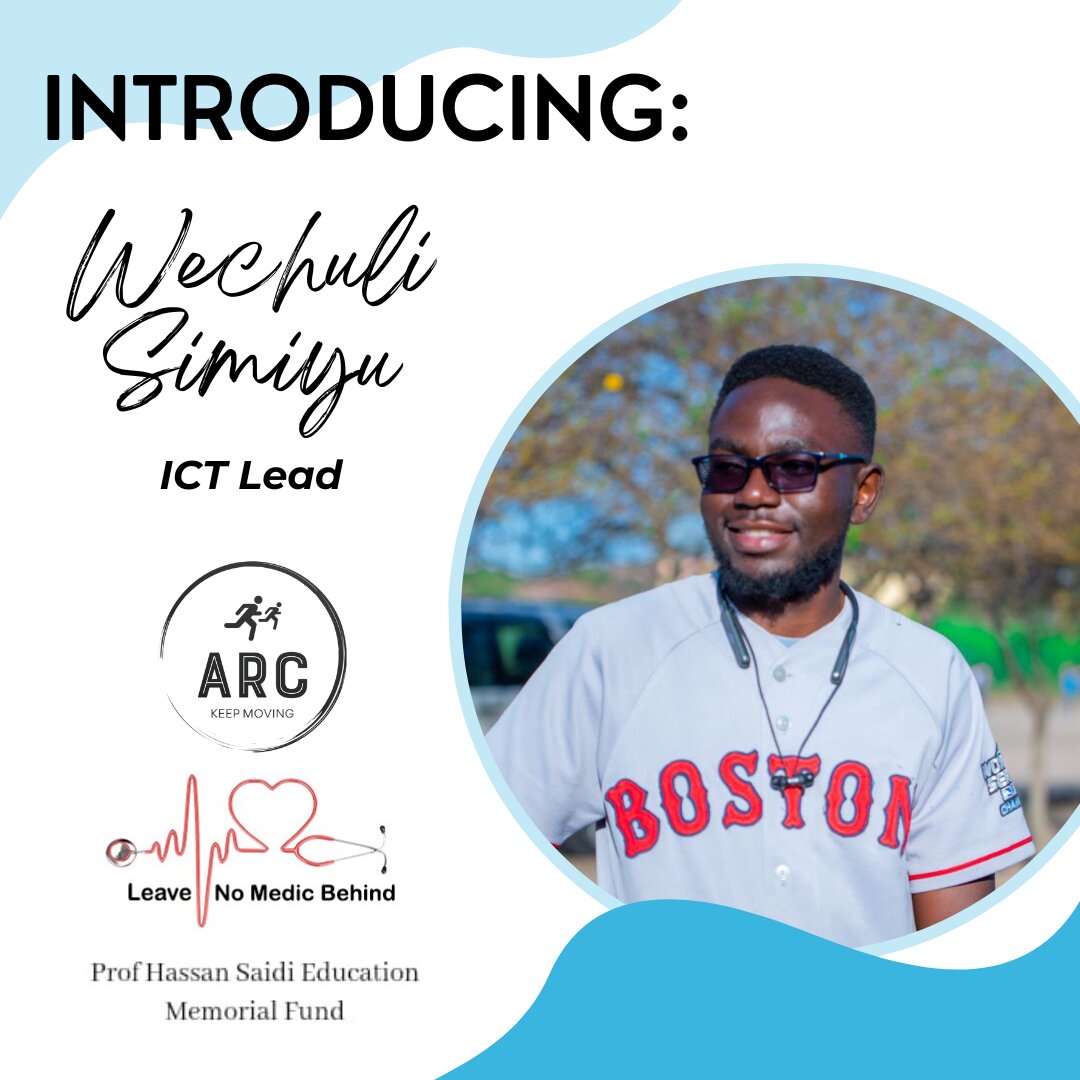 INTRODUCING:
Wechuli
Simiyu
ICT Lead
ARC
KEEP MOVING
Leave No Medic Behind
Prof Hassan Saidi Education
Memorial Fund
BOSTON